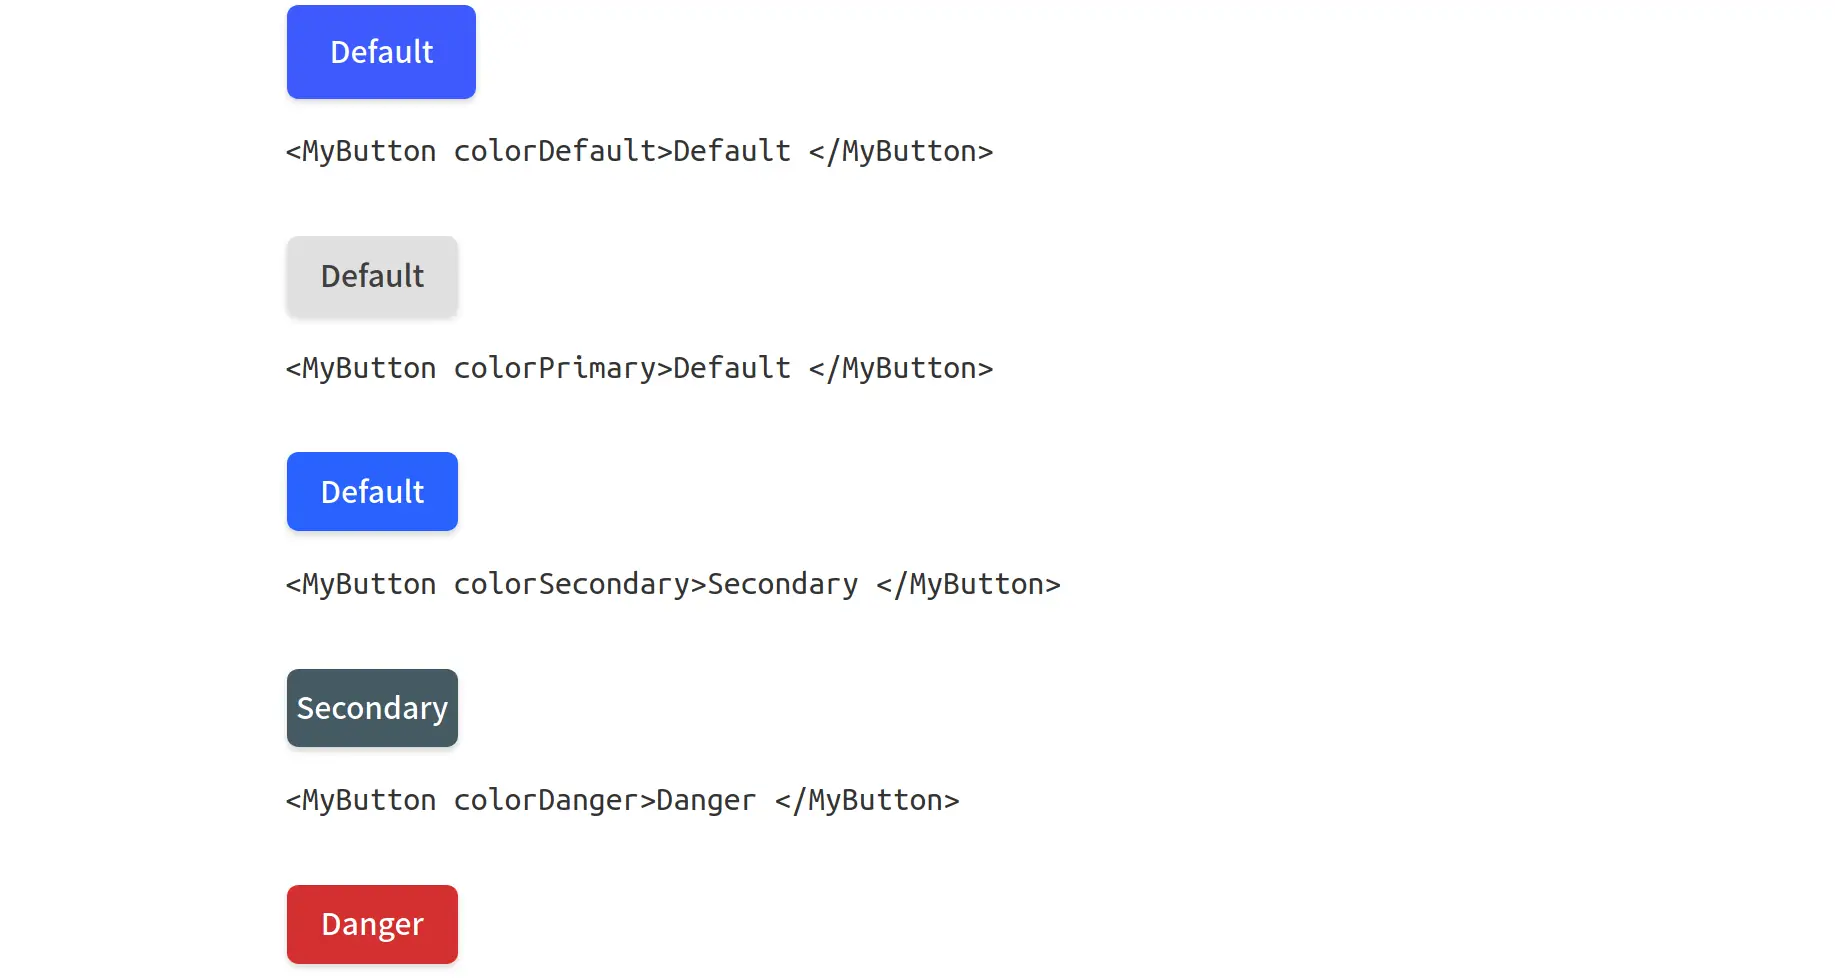 Default
<MyButton colorDefault>Default </MyButton>
Default
<MyButton colorPrimary>Default </MyButton>
Default
<MyButton colorSecondary>Secondary </MyButton>
Secondary
<MyButton colorDanger>Danger </MyButton>
Danger